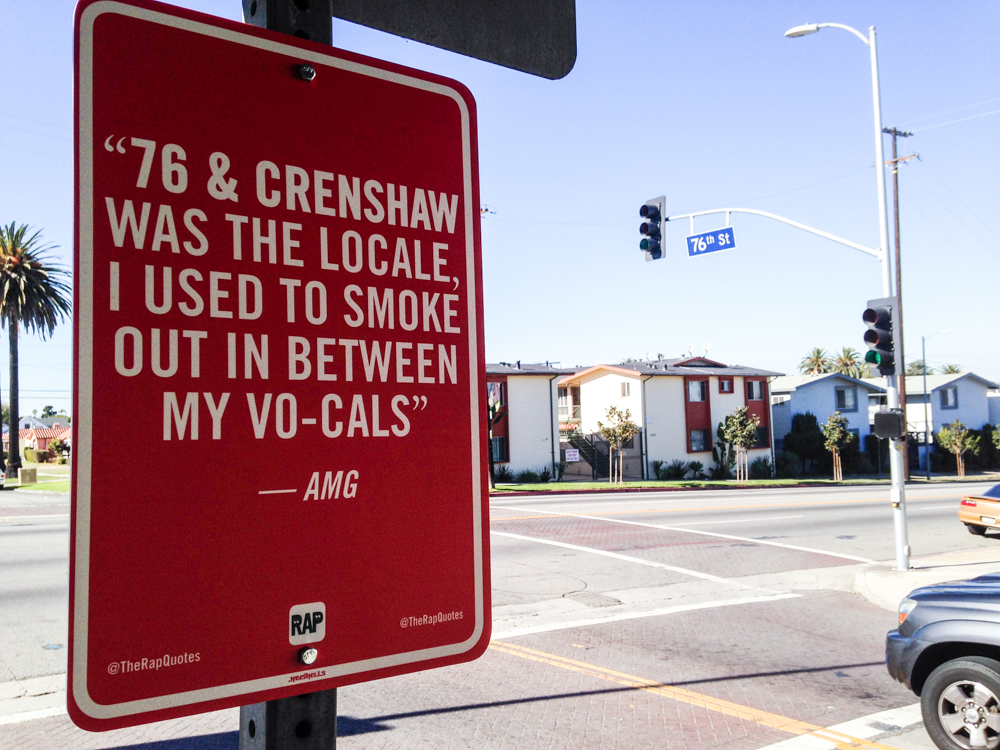 “76 & CRENSHAW
WAS THE LOCALE,
I USED TO SMOKE
OUT IN BETWEEN
MY VO-CALS”
— AMG
RAP
@TheRapQuotes
@TheRapQuotes
76th St